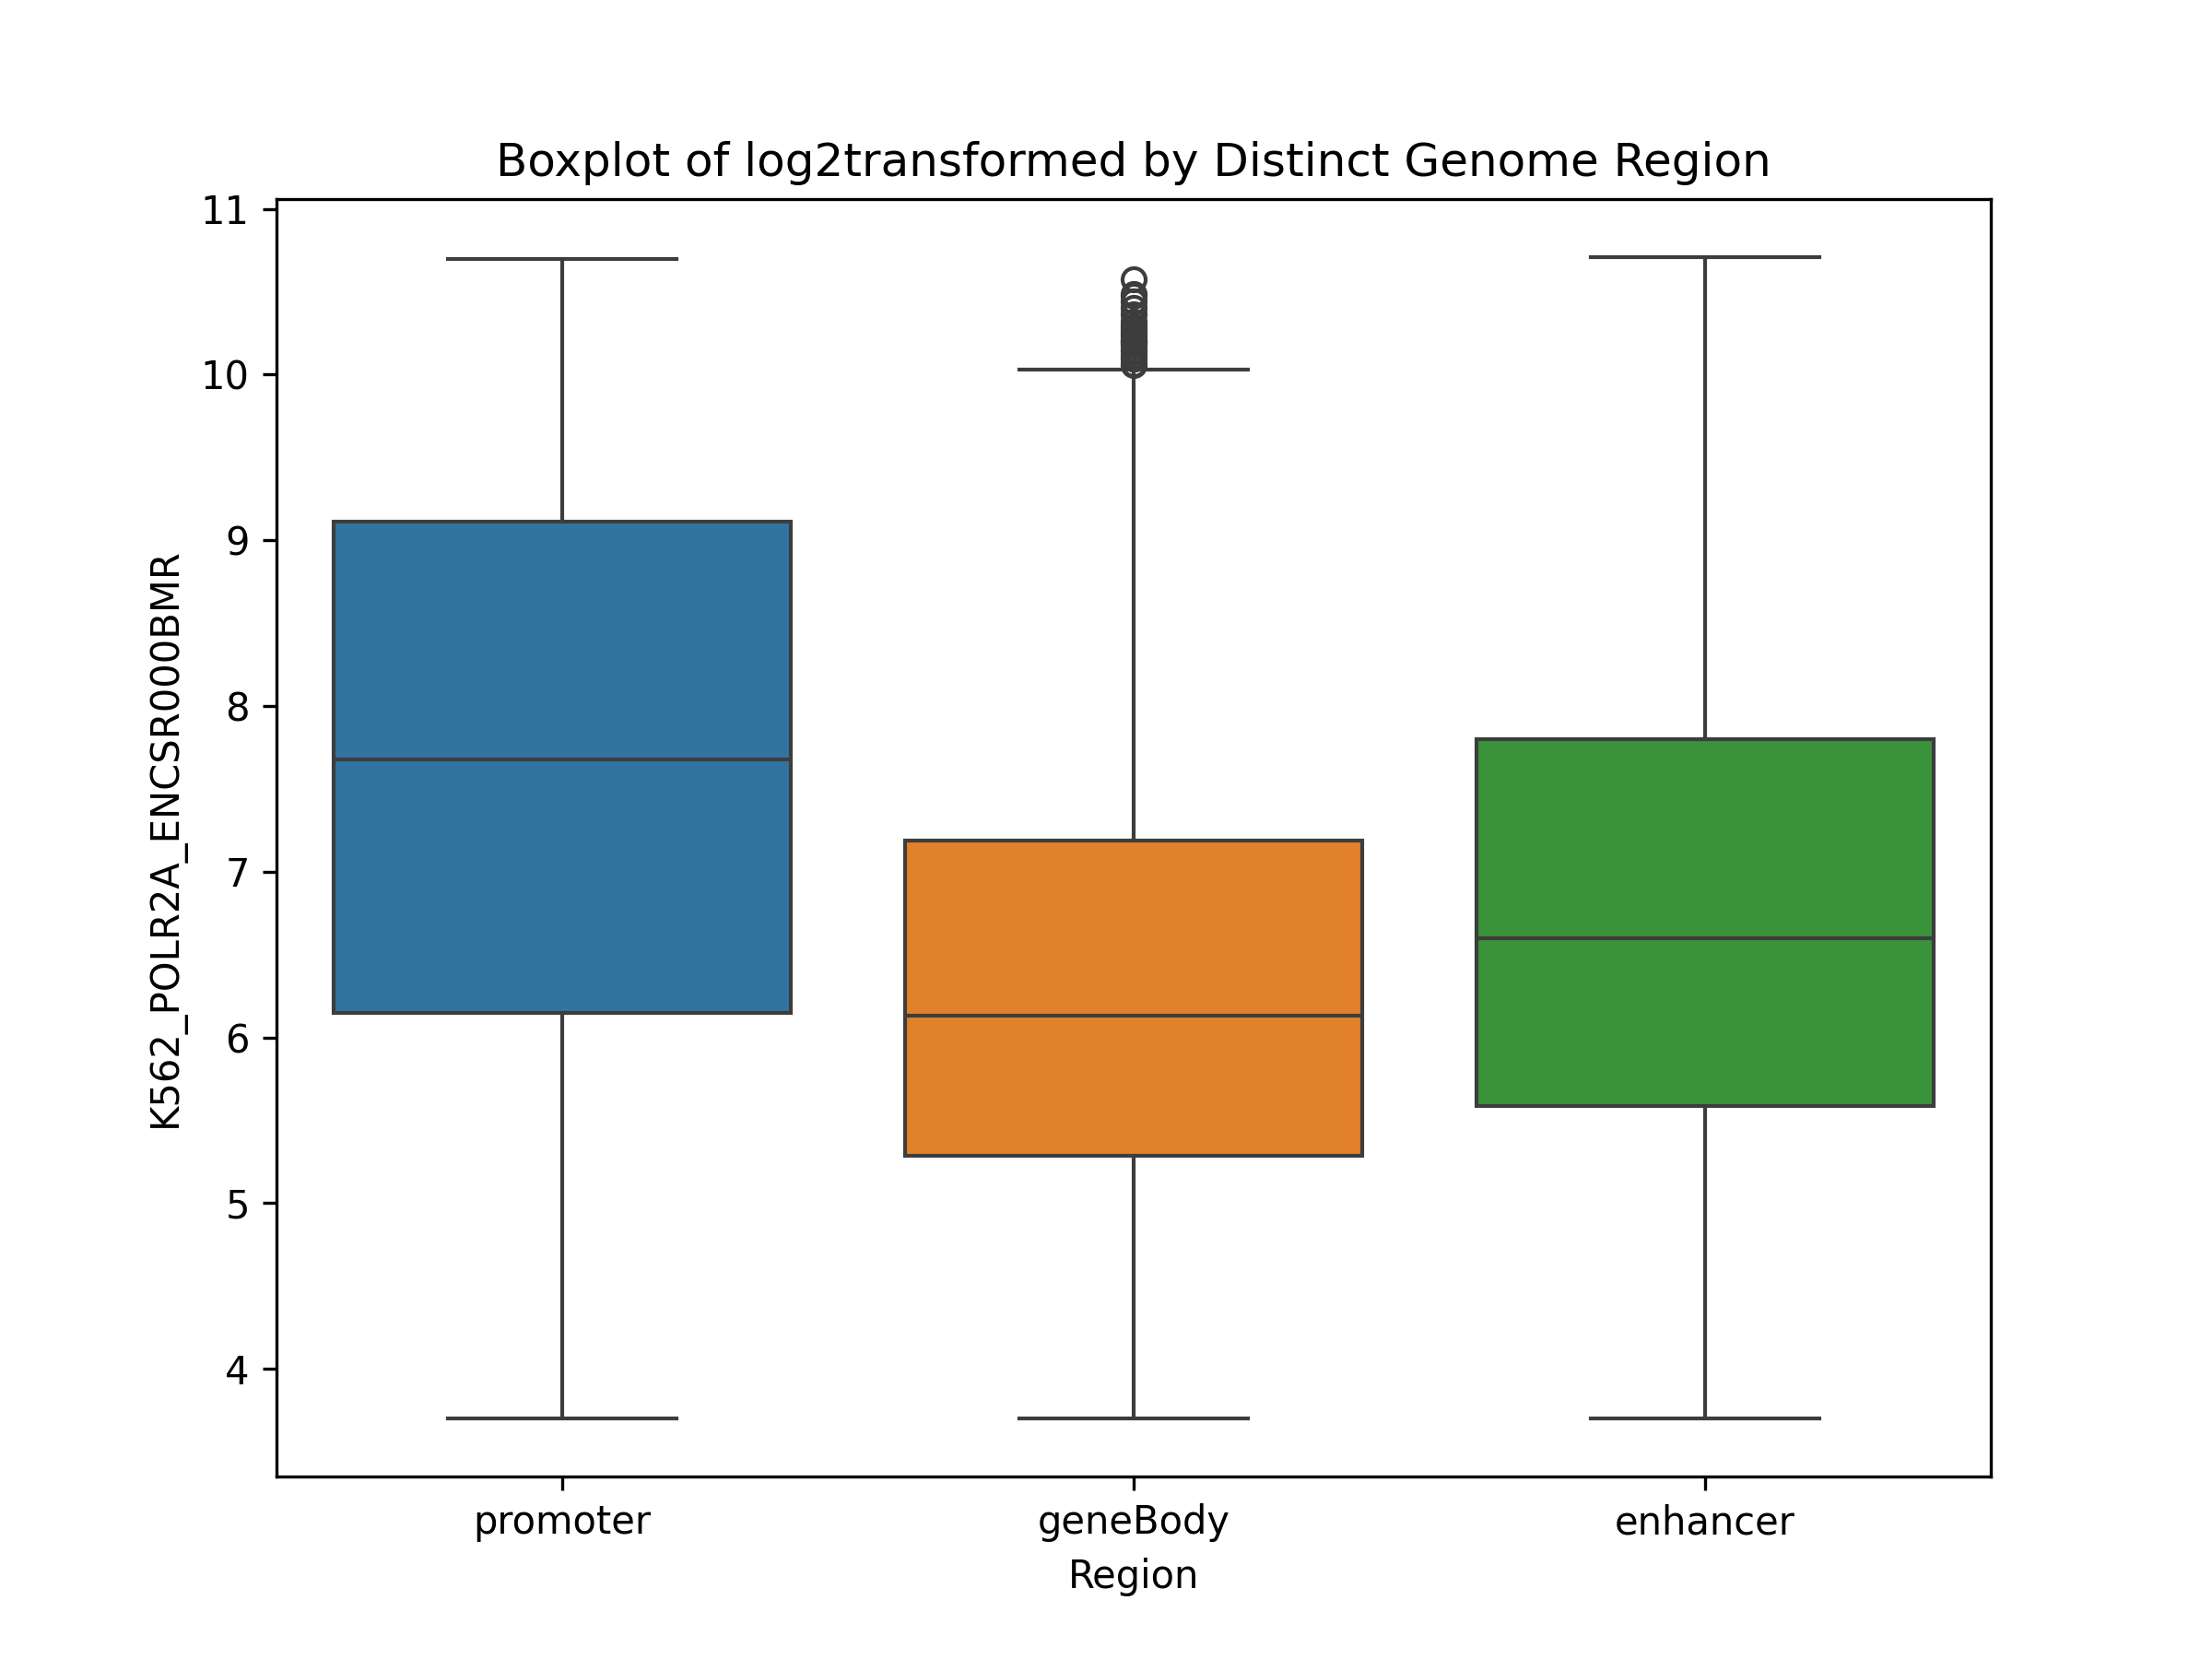 Boxplot of log2transformed by Distinct Genome Region
K562_POLR2A_ENCSR000BMR
11
10
9
8
7
6
5
4
promoter
geneBody
enhancer
Region